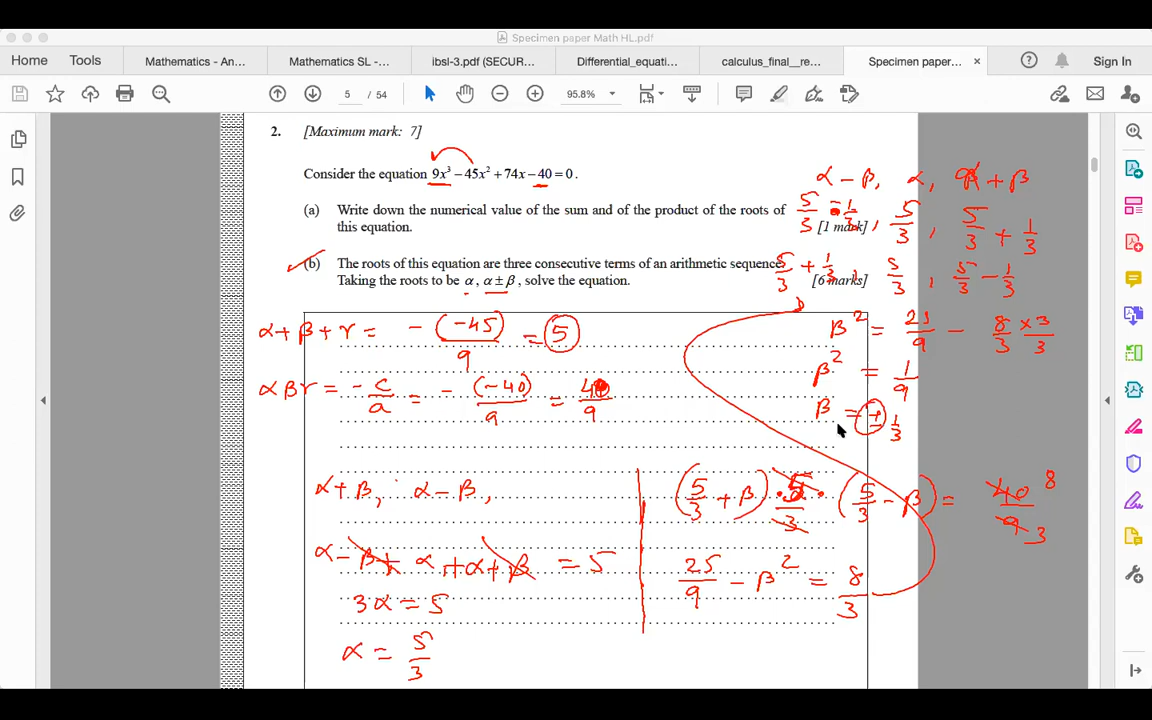 Specimen paper Math HL.pdf
Home Tools Mathematics - An... Mathematics SL -... ibsl-3.pdf (SECUR... Differential_equati... calculus_final__re... Specimen paper... × Sign In
5 / 54 95.8%
2. [Maximum mark: 7]
Consider the equation 9x³ − 45x² + 74x − 40 = 0.
α − β, α, α + β
(a) Write down the numerical value of the sum and of the product of the roots of
this equation. [1 mark]
5/3 − 1/3, 5/3, 5/3 + 1/3
(b) The roots of this equation are three consecutive terms of an arithmetic sequence.
Taking the roots to be α, α ± β, solve the equation. [6 marks]
5/3 + 1/3, 5/3, 5/3 − 1/3
α + β + r = − (−45)/9 = 5
αβr = − c/a = − (−40)/9 = 40/9
β² = 25/9 − 8/3 ×3/3
β² = 1/9
β = ± 1/3
α + β, α − β,
α − β + α + α + β = 5
3α = 5
α = 5/3
(5/3 + β) · 5/3 · (5/3 − β) = 40/9 8 3
25/9 − β² = 8/3